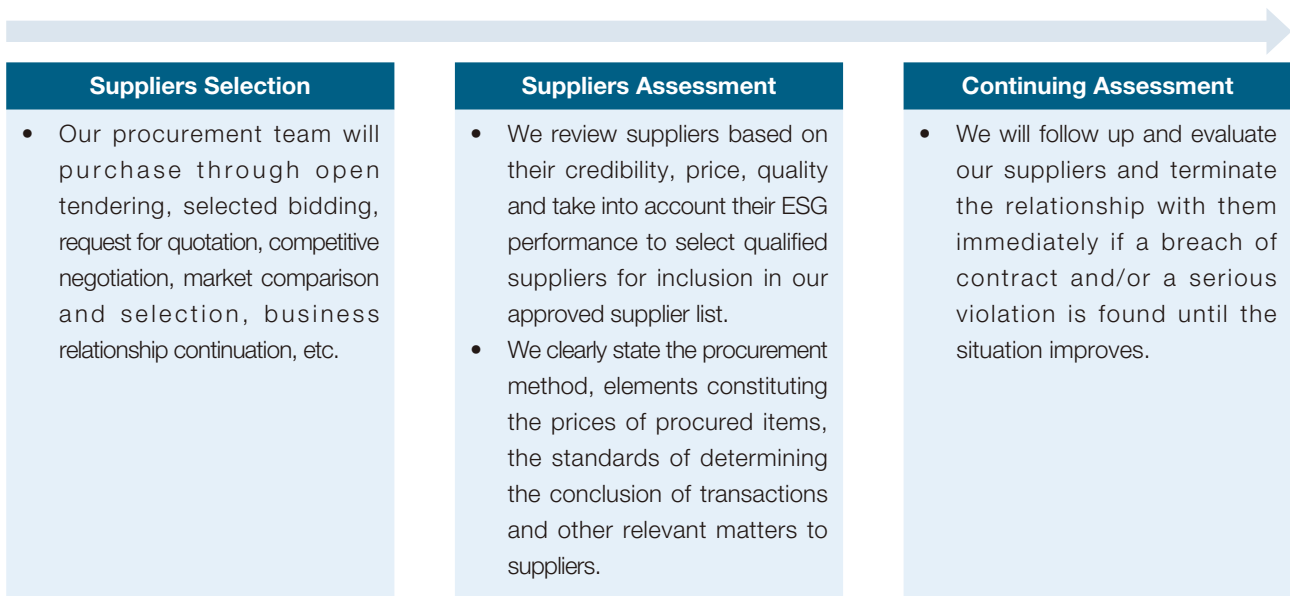 Suppliers Selection
• Our procurement team will
purchase through open
tendering, selected bidding,
request for quotation, competitive
negotiation, market comparison
and selection, business
relationship continuation, etc.
Suppliers Assessment
• We review suppliers based on
their credibility, price, quality
and take into account their ESG
performance to select qualified
suppliers for inclusion in our
approved supplier list.
• We clearly state the procurement
method, elements constituting
the prices of procured items,
the standards of determining
the conclusion of transactions
and other relevant matters to
suppliers.
Continuing Assessment
• We will follow up and evaluate
our suppliers and terminate
the relationship with them
immediately if a breach of
contract and/or a serious
violation is found until the
situation improves.